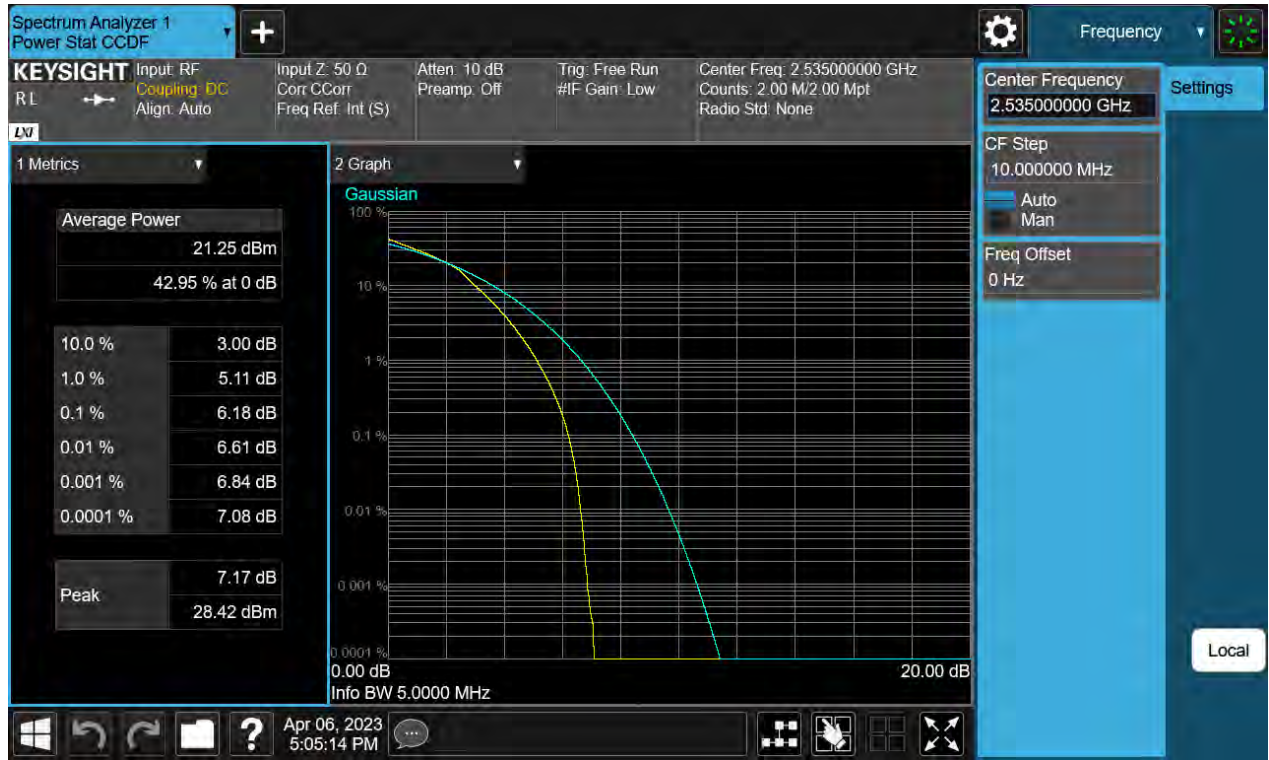 Spectrum Analyzer 1
Power Stat CCDF
+
Frequency
KEYSIGHT
RL
LXI
Input: RF
Coupling: DC
Align: Auto
Input Z: 50 Ω
Corr CCorr
Freq Ref: Int (S)
Atten: 10 dB
Preamp: Off
Trig: Free Run
#IF Gain: Low
Center Freq: 2.535000000 GHz
Counts: 2.00 M/2.00 Mpt
Radio Std: None
Center Frequency
2.535000000 GHz
Settings
CF Step
10.000000 MHz
Auto
Man
Freq Offset
0 Hz
Local
1 Metrics
Average Power
21.25 dBm
42.95 % at 0 dB
10.0 % 3.00 dB
1.0 % 5.11 dB
0.1 % 6.18 dB
0.01 % 6.61 dB
0.001 % 6.84 dB
0.0001 % 7.08 dB
Peak
7.17 dB
28.42 dBm
2 Graph
Gaussian
100 %
10 %
1 %
0.1 %
0.01 %
0.001 %
0.0001 %
0.00 dB 20.00 dB
Info BW 5.0000 MHz
?
Apr 06, 2023
5:05:14 PM